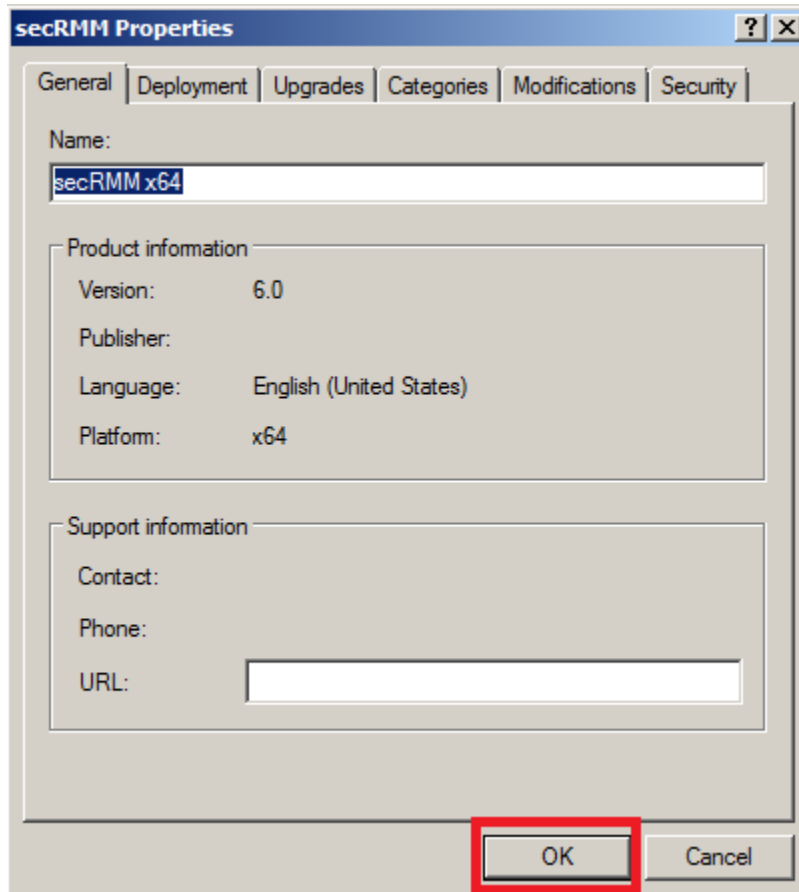 secRMM Properties
General Deployment Upgrades Categories Modifications Security
Name:
secRMM x64
Product information
Version: 6.0
Publisher:
Language: English (United States)
Platform: x64
Support information
Contact:
Phone:
URL:
OK Cancel